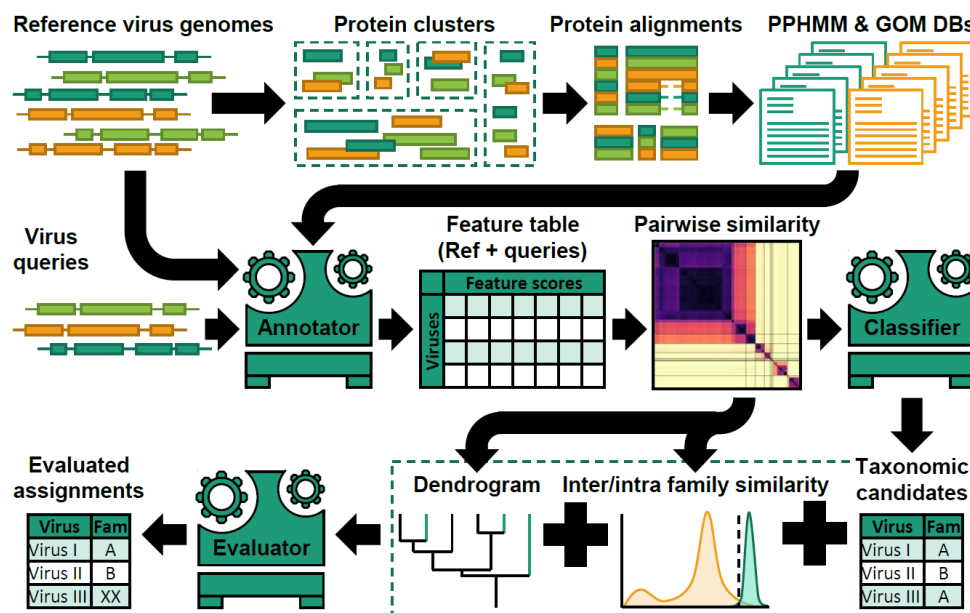 Reference virus genomes
Protein clusters
Protein alignments
PPHMM & GOM DBs
Virus
queries
Feature table
(Ref + queries)
Pairwise similarity
Annotator
Feature scores
Viruses
Classifier
Evaluated
assignments
Dendrogram
Inter/intra family similarity
Taxonomic
candidates
Virus Fam
Virus I A
Virus II B
Virus III XX
Evaluator
Virus Fam
Virus I A
Virus II B
Virus III A